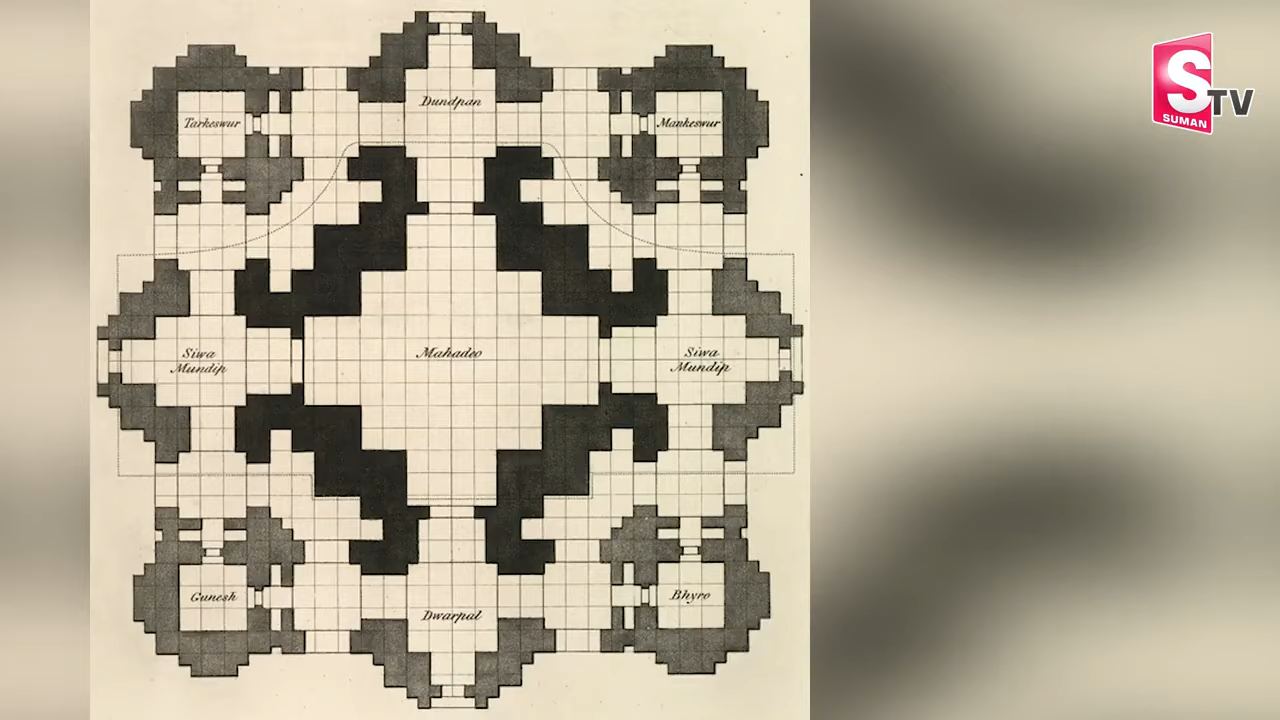 Dundpan
Tarkeswur
Mankeswur
Siwa
Mundip
Mahadeo
Siwa
Mundip
Gunesh
Dwarpal
Bhyro
S TV
SUMAN